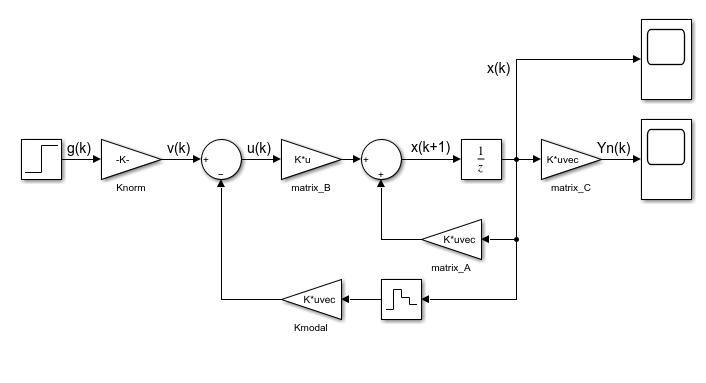 x(k)
g(k)
-K-
Knorm
v(k)
+
−
u(k)
K*u
matrix_B
+
+
x(k+1)
1
z
K*uvec
matrix_C
Yn(k)
K*uvec
matrix_A
K*uvec
Kmodal